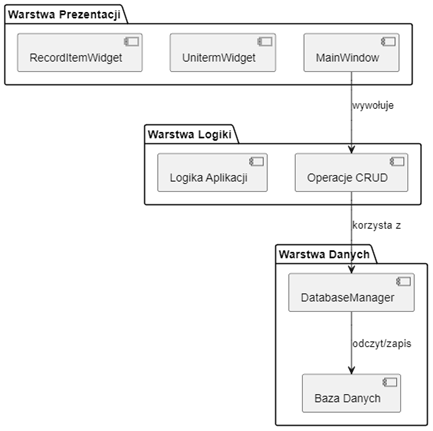 Warstwa Prezentacji
RecordItemWidget
UnitermWidget
MainWindow
wywołuje
Warstwa Logiki
Logika Aplikacji
Operacje CRUD
korzysta z
Warstwa Danych
DatabaseManager
odczyt/zapis
Baza Danych